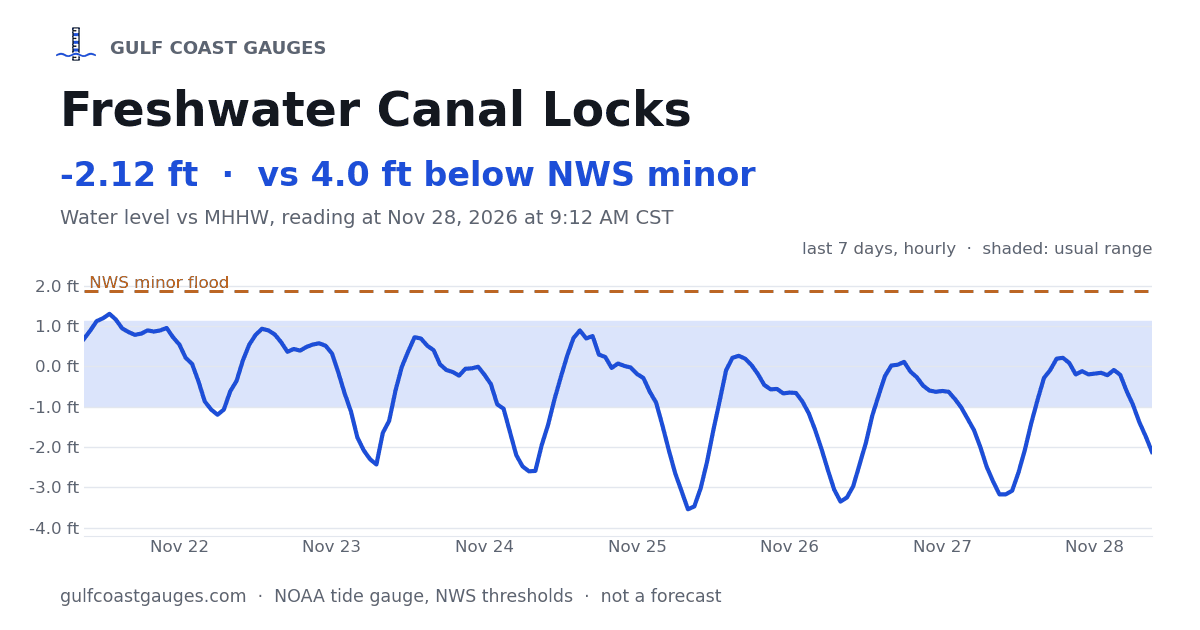 GULF COAST GAUGES
Freshwater Canal Locks
-2.12 ft · vs 4.0 ft below NWS minor
Water level vs MHHW, reading at Nov 28, 2026 at 9:12 AM CST
last 7 days, hourly · shaded: usual range
NWS minor flood
2.0 ft
1.0 ft
0.0 ft
-1.0 ft
-2.0 ft
-3.0 ft
-4.0 ft
Nov 22 Nov 23 Nov 24 Nov 25 Nov 26 Nov 27 Nov 28
gulfcoastgauges.com · NOAA tide gauge, NWS thresholds · not a forecast